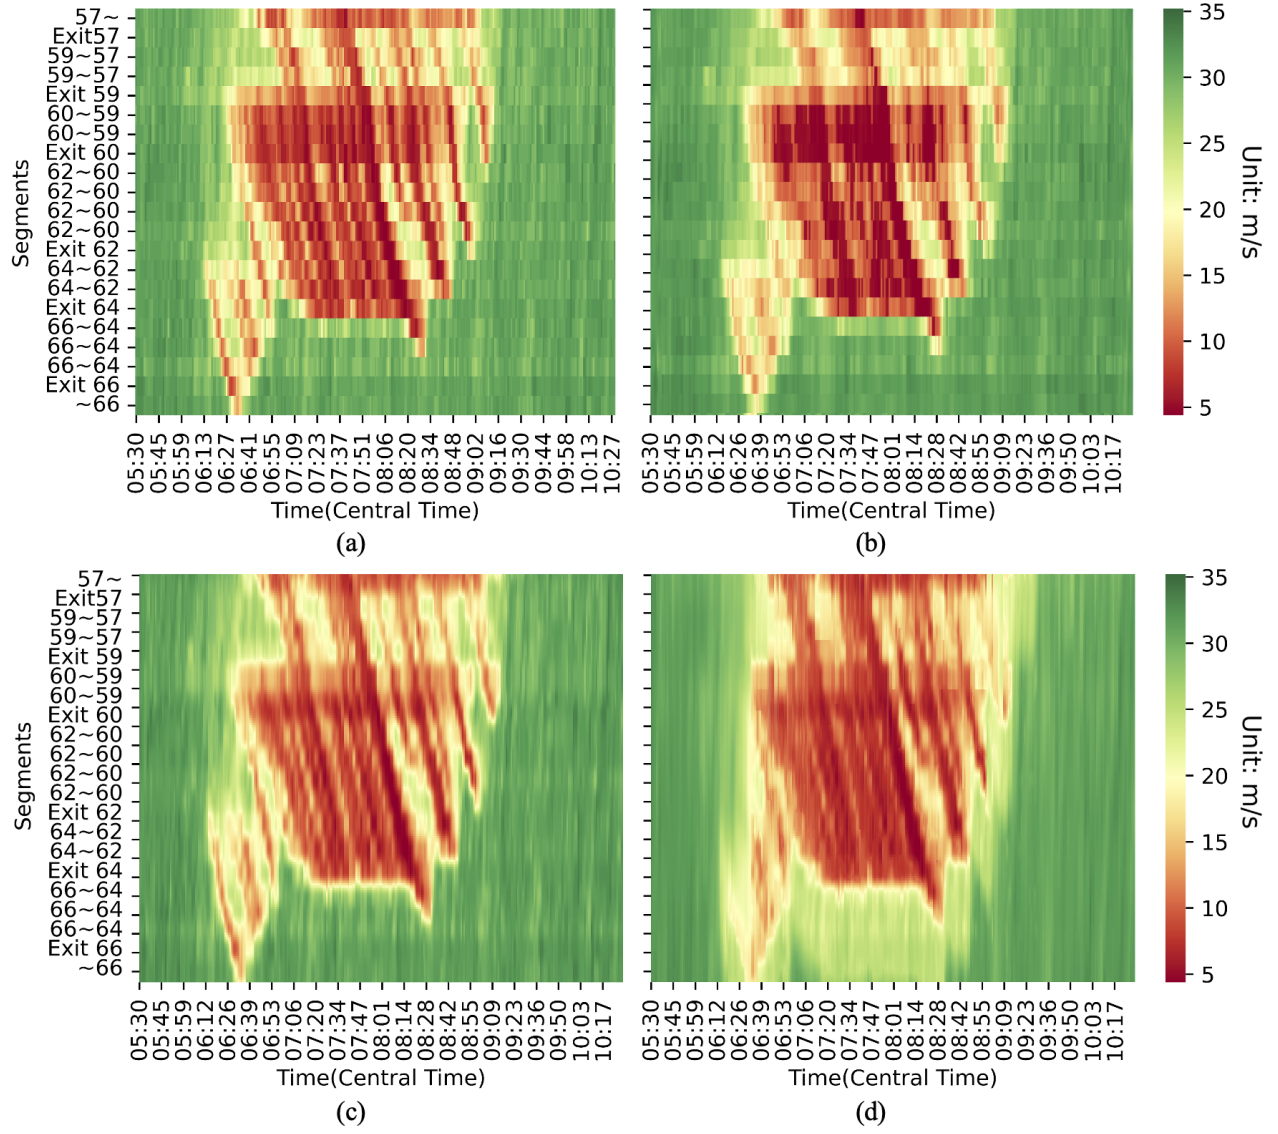 57~
Exit57
59~57
59~57
Exit 59
60~59
60~59
Exit 60
62~60
62~60
62~60
62~60
Exit 62
64~62
64~62
Exit 64
66~64
66~64
66~64
Exit 66
~66
Segments
05:30 05:45 05:59 06:13 06:27 06:41 06:55 07:09 07:23 07:37 07:51 08:06 08:20 08:34 08:48 09:02 09:16 09:30 09:44 09:58 10:13 10:27
Time(Central Time)
(a)
05:30 05:45 05:59 06:12 06:26 06:39 06:53 07:06 07:20 07:34 07:47 08:01 08:14 08:28 08:42 08:55 09:09 09:23 09:36 09:50 10:03 10:17
Time(Central Time)
(b)
35
30
25
20
15
10
5
Unit: m/s
57~
Exit57
59~57
59~57
Exit 59
60~59
60~59
Exit 60
62~60
62~60
62~60
62~60
Exit 62
64~62
64~62
Exit 64
66~64
66~64
66~64
Exit 66
~66
Segments
05:30 05:45 05:59 06:12 06:26 06:39 06:53 07:06 07:20 07:34 07:47 08:01 08:14 08:28 08:42 08:55 09:09 09:23 09:36 09:50 10:03 10:17
Time(Central Time)
(c)
05:30 05:45 05:59 06:12 06:26 06:39 06:53 07:06 07:20 07:34 07:47 08:01 08:14 08:28 08:42 08:55 09:09 09:23 09:36 09:50 10:03 10:17
Time(Central Time)
(d)
35
30
25
20
15
10
5
Unit: m/s